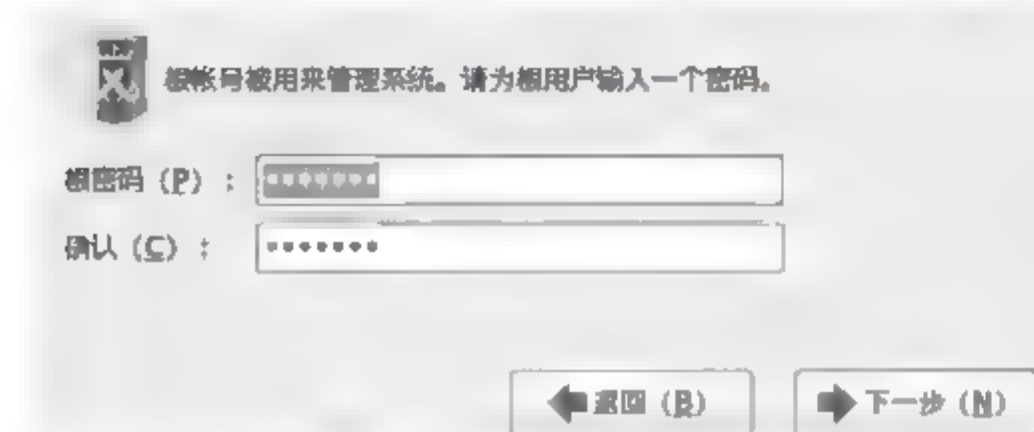 根帐号被用来管理系统。请为根用户输入一个密码。
根密码（P）：•••••••
确认（C）：•••••••
返回（B） 下一步（N）